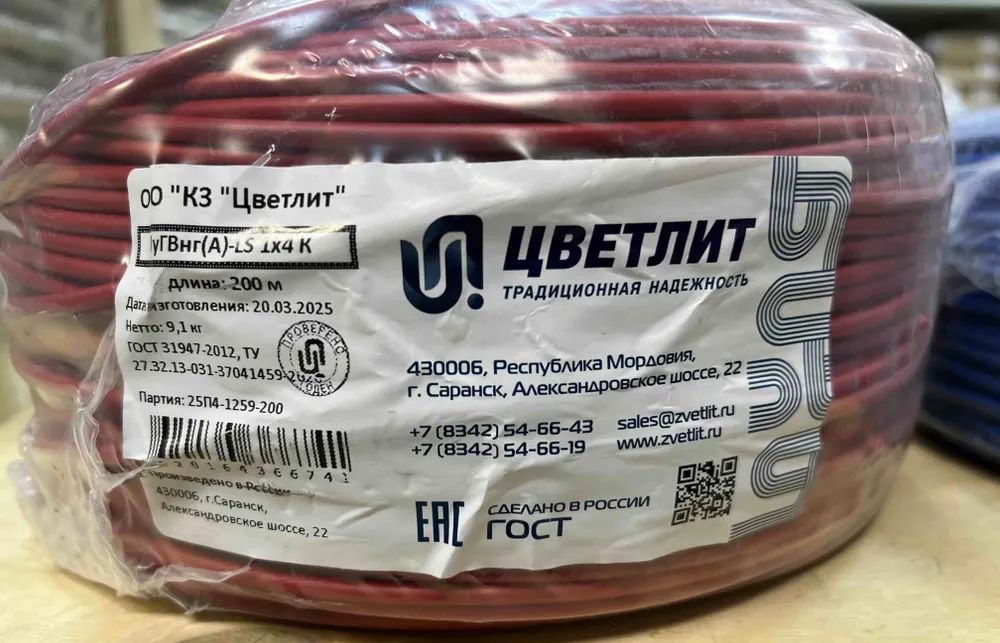 ОО "КЗ "Цветлит"
уГВнг(А)-LS 1x4 К
длина: 200 м
Дата изготовления: 20.03.2025
Нетто: 9,1 кг
ГОСТ 31947-2012, ТУ
27.32.13-031-37041459-
ПРОВЕРЕНО
Партия: 25П4-1259-200
Произведено в России
430006, г.Саранск,
Александровское шоссе, 22
ЦВЕТЛИТ
ТРАДИЦИОННАЯ НАДЕЖНОСТЬ
430006, Республика Мордовия,
г. Саранск, Александровское шоссе, 22
+7 (8342) 54-66-43
+7 (8342) 54-66-19
sales@zvetlit.ru
www.zvetlit.ru
EAC
СДЕЛАНО В РОССИИ
ГОСТ